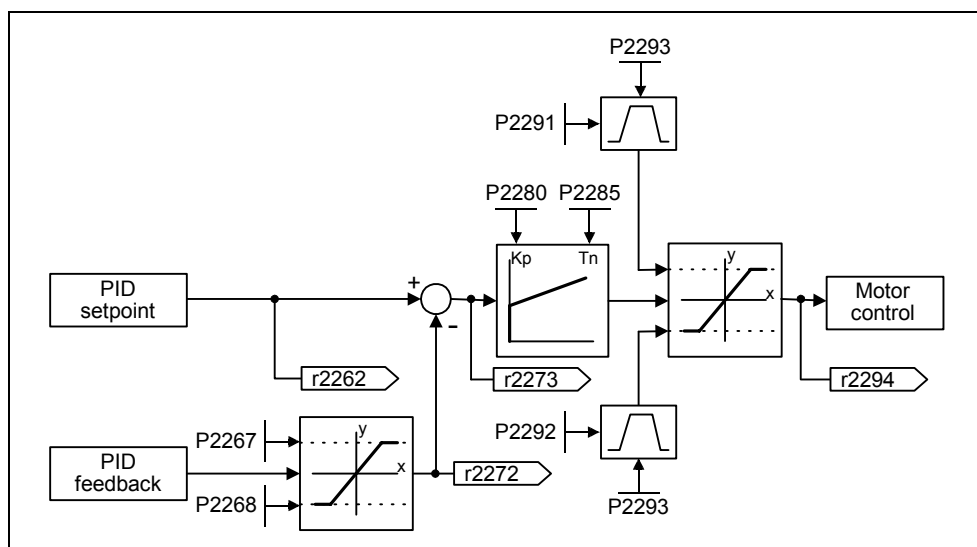 P2293
P2291
P2280
P2285
Kp
Tn
y
x
PID
setpoint
+
-
Motor
control
r2262
r2273
r2294
P2267
P2292
y
x
PID
feedback
r2272
P2268
P2293